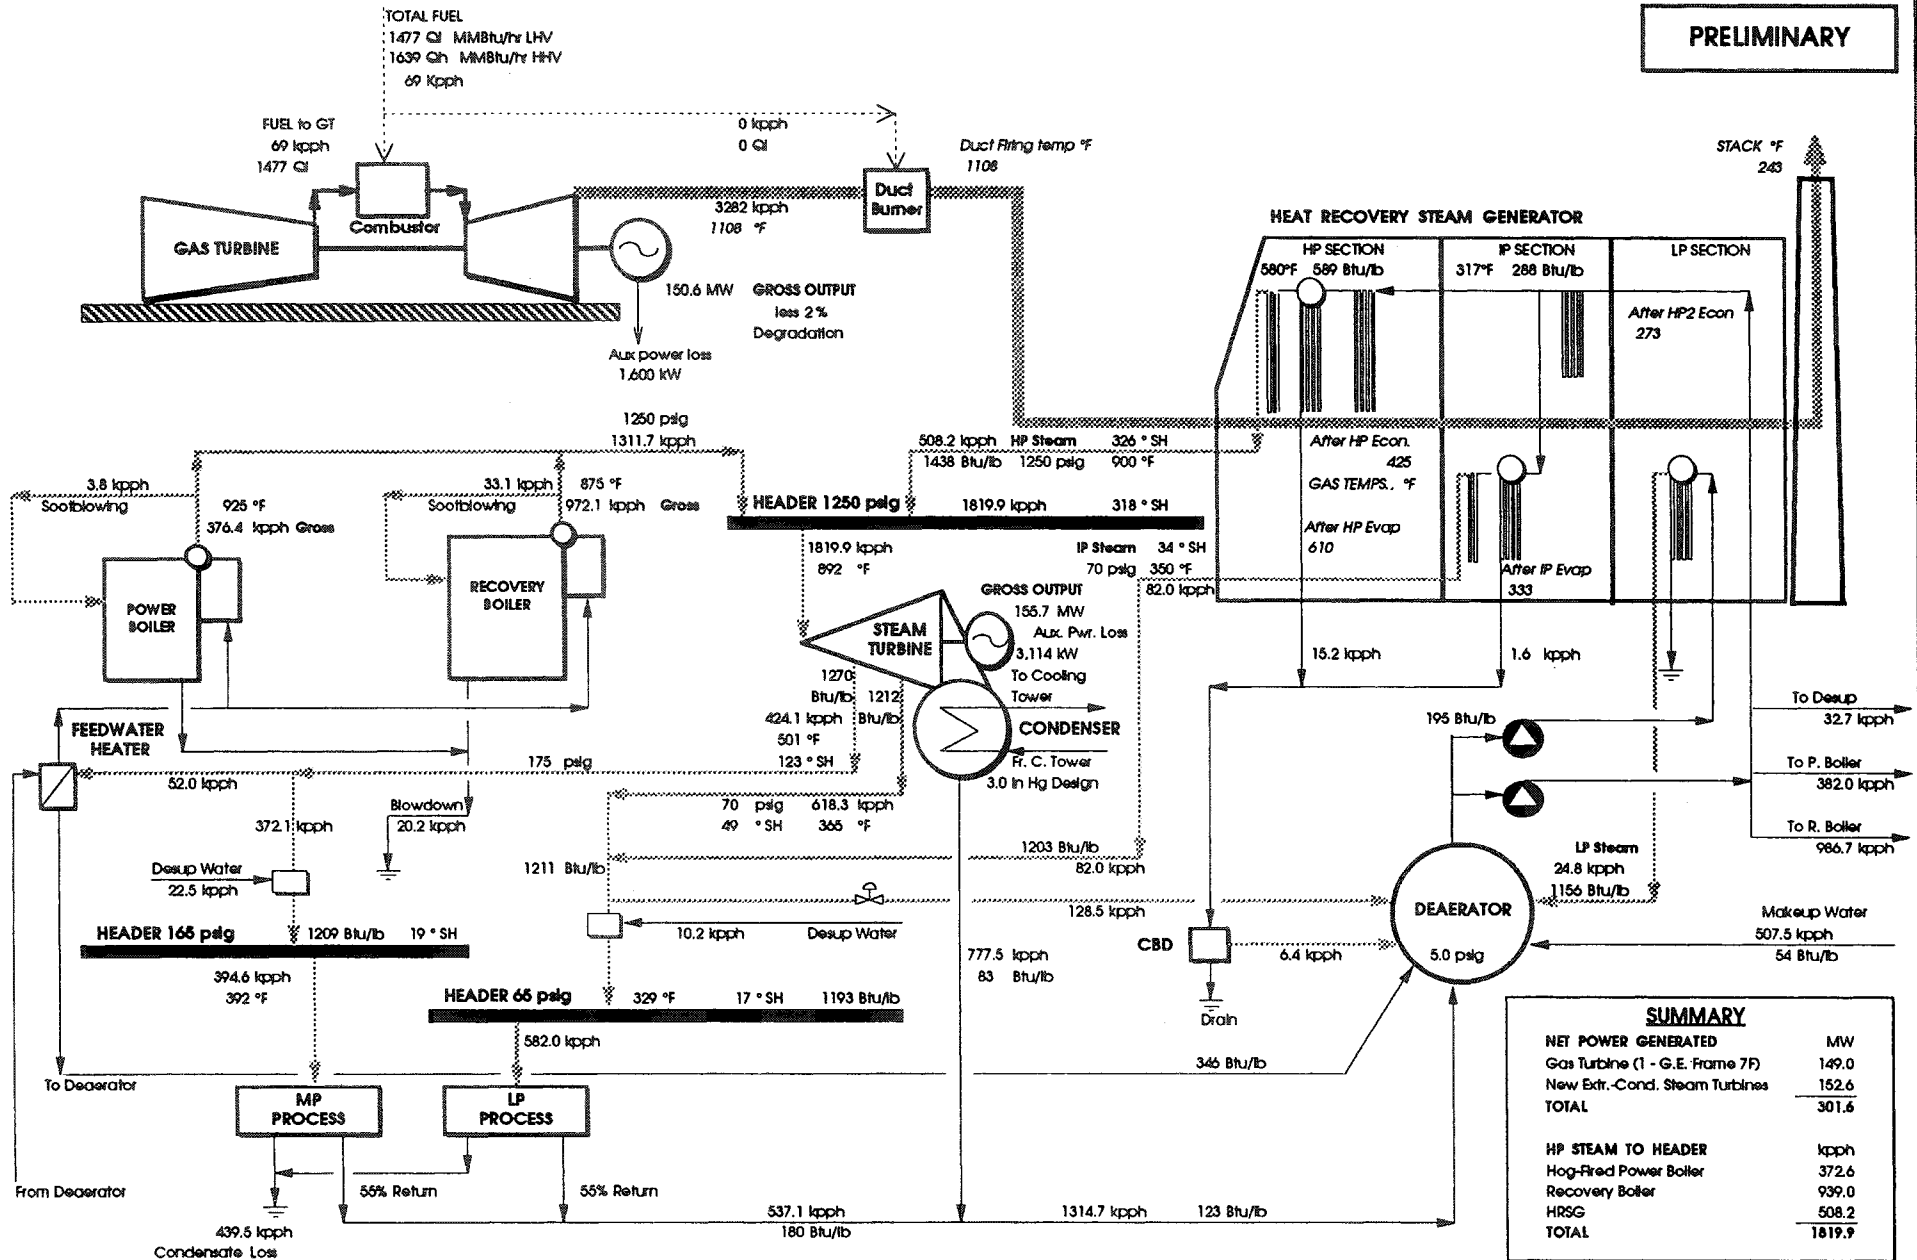 TOTAL FUEL
1477 Ql MMBtu/hr LHV
1639 Qh MMBtu/hr HHV
69 Kpph
PRELIMINARY
FUEL to GT
69 kpph
1477 Ql
0 kpph
0 Ql
Duct Firing temp °F
1108
STACK °F
243
Combustor
GAS TURBINE
3282 kpph
1108 °F
Duct
Burner
150.6 MW GROSS OUTPUT
less 2%
Degradation
Aux power loss
1,600 kW
HEAT RECOVERY STEAM GENERATOR
HP SECTION
580°F 589 Btu/lb
IP SECTION
317°F 288 Btu/lb
LP SECTION
After HP2 Econ
273
After HP Econ.
425
GAS TEMPS., °F
After HP Evap
610
After IP Evap
333
1250 psig
1311.7 kpph
508.2 kpph HP Steam 326 ° SH
1438 Btu/lb 1250 psig 900 °F
3.8 kpph
Sootblowing
925 °F
376.4 kpph Gross
33.1 kpph
Sootblowing
875 °F
972.1 kpph Gross
HEADER 1250 psig 1819.9 kpph 318 ° SH
1819.9 kpph
892 °F
IP Steam 34 ° SH
70 psig 350 °F
82.0 kpph
POWER
BOILER
RECOVERY
BOILER
GROSS OUTPUT
155.7 MW
Aux. Pwr. Loss
3,114 kW
STEAM
TURBINE
To Cooling
Tower
CONDENSER
Fr. C. Tower
3.0 In Hg Design
1270
Btu/lb
424.1 kpph
501 °F
123 ° SH
1212
Btu/lb
15.2 kpph
1.6 kpph
FEEDWATER
HEATER
52.0 kpph
175 psig
372.1 kpph
Blowdown
20.2 kpph
70 psig 618.3 kpph
49 ° SH 365 °F
195 Btu/lb
To Desup
32.7 kpph
To P. Boiler
382.0 kpph
To R. Boiler
986.7 kpph
1211 Btu/lb
1203 Btu/lb
82.0 kpph
LP Steam
24.8 kpph
1156 Btu/lb
Desup Water
22.5 kpph
128.5 kpph
10.2 kpph Desup Water
DEAERATOR
5.0 psig
Makeup Water
507.5 kpph
54 Btu/lb
HEADER 165 psig 1209 Btu/lb 19 ° SH
394.6 kpph
392 °F
CBD
6.4 kpph
Drain
777.5 kpph
83 Btu/lb
HEADER 65 psig 329 °F 17 ° SH 1193 Btu/lb
582.0 kpph
346 Btu/lb
To Deaerator
MP
PROCESS
LP
PROCESS
From Deaerator
55% Return
55% Return
439.5 kpph
Condensate Loss
537.1 kpph
180 Btu/lb
1314.7 kpph 123 Btu/lb
SUMMARY
NET POWER GENERATED MW
Gas Turbine (1 - G.E. Frame 7F) 149.0
New Extr.-Cond. Steam Turbines 152.6
TOTAL 301.6
HP STEAM TO HEADER kpph
Hog-Fired Power Boiler 372.6
Recovery Boiler 939.0
HRSG 508.2
TOTAL 1819.9